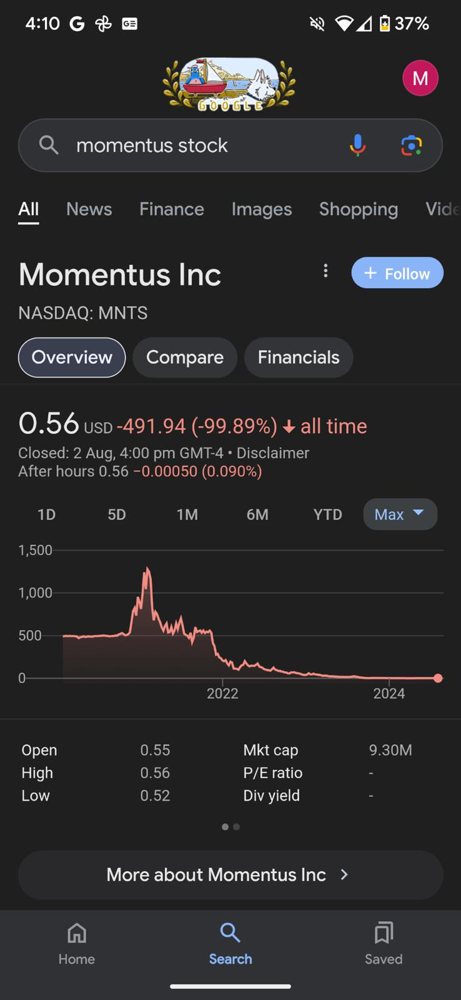 4:10 G GE 37%
GOOGLE
M
momentus stock
All News Finance Images Shopping Vide
Momentus Inc
+ Follow
NASDAQ: MNTS
Overview Compare Financials
0.56 USD -491.94 (-99.89%) ↓ all time
Closed: 2 Aug, 4:00 pm GMT-4 • Disclaimer
After hours 0.56 −0.00050 (0.090%)
1D 5D 1M 6M YTD Max
1,500
1,000
500
0
2022 2024
Open 0.55 Mkt cap 9.30M
High 0.56 P/E ratio -
Low 0.52 Div yield -
More about Momentus Inc >
Home Search Saved